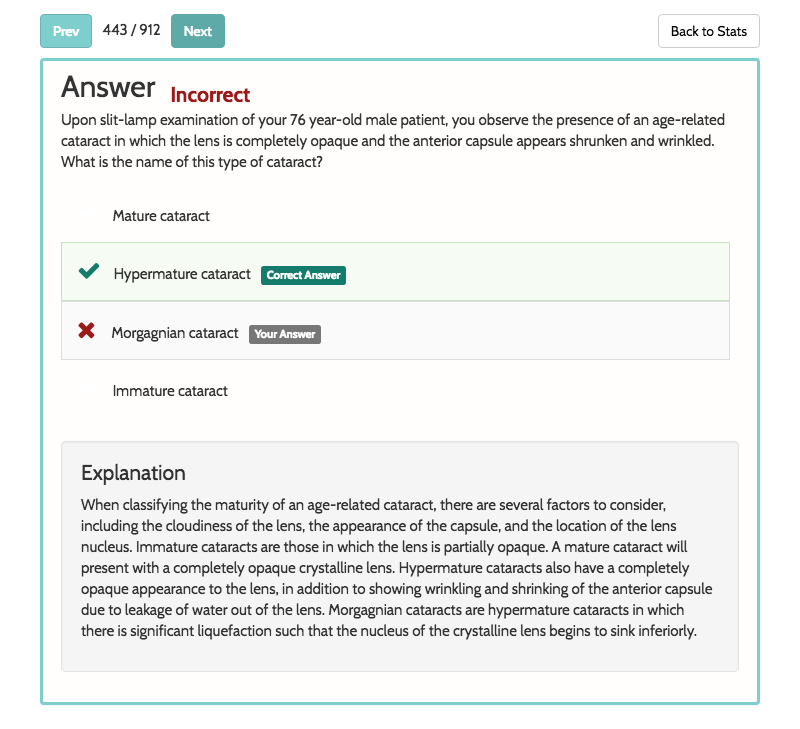 Prev 443 / 912 Next Back to Stats
Answer Incorrect
Upon slit-lamp examination of your 76 year-old male patient, you observe the presence of an age-related
cataract in which the lens is completely opaque and the anterior capsule appears shrunken and wrinkled.
What is the name of this type of cataract?
Mature cataract
Hypermature cataract Correct Answer
Morgagnian cataract Your Answer
Immature cataract
Explanation
When classifying the maturity of an age-related cataract, there are several factors to consider,
including the cloudiness of the lens, the appearance of the capsule, and the location of the lens
nucleus. Immature cataracts are those in which the lens is partially opaque. A mature cataract will
present with a completely opaque crystalline lens. Hypermature cataracts also have a completely
opaque appearance to the lens, in addition to showing wrinkling and shrinking of the anterior capsule
due to leakage of water out of the lens. Morgagnian cataracts are hypermature cataracts in which
there is significant liquefaction such that the nucleus of the crystalline lens begins to sink inferiorly.